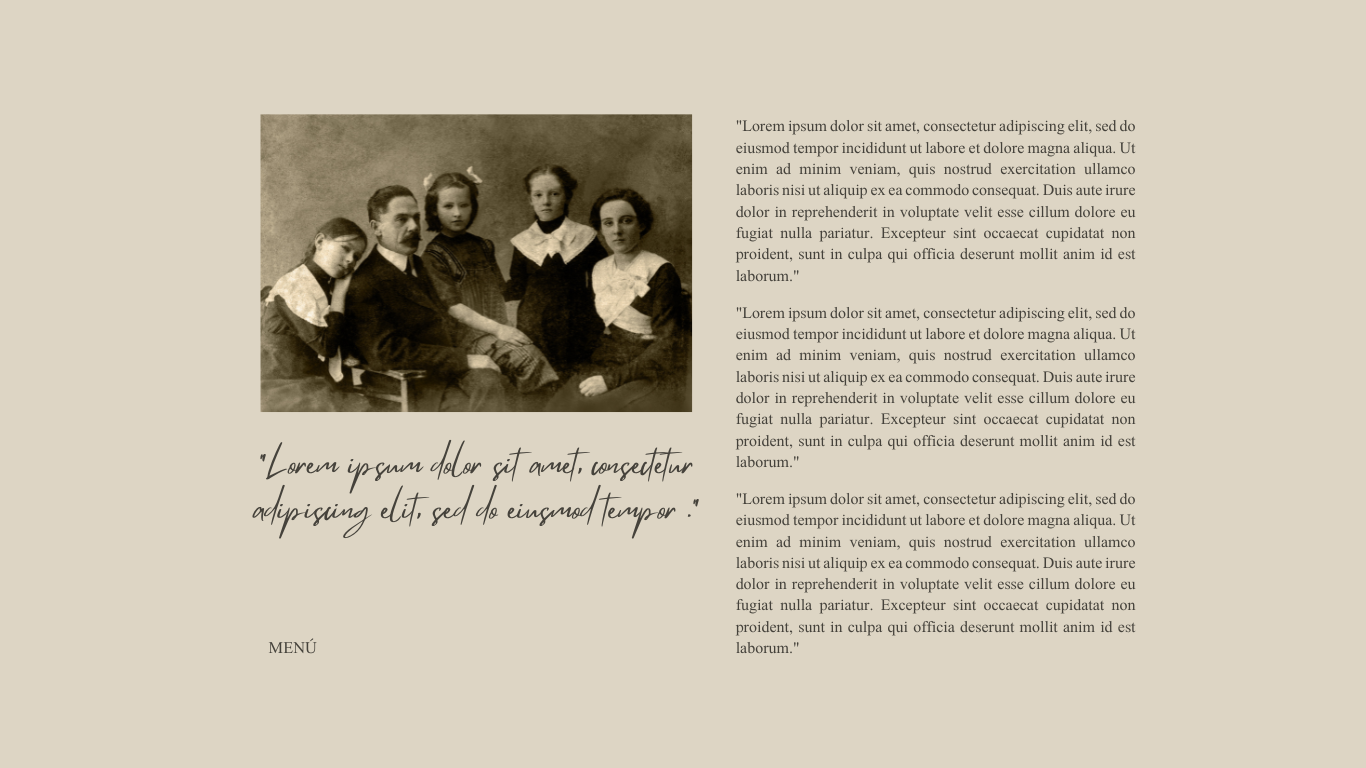 "Lorem ipsum dolor sit amet, consectetur
adipiscing elit, sed do eiusmod tempor ."
MENÚ
"Lorem ipsum dolor sit amet, consectetur adipiscing elit, sed do
eiusmod tempor incididunt ut labore et dolore magna aliqua. Ut
enim ad minim veniam, quis nostrud exercitation ullamco
laboris nisi ut aliquip ex ea commodo consequat. Duis aute irure
dolor in reprehenderit in voluptate velit esse cillum dolore eu
fugiat nulla pariatur. Excepteur sint occaecat cupidatat non
proident, sunt in culpa qui officia deserunt mollit anim id est
laborum."
"Lorem ipsum dolor sit amet, consectetur adipiscing elit, sed do
eiusmod tempor incididunt ut labore et dolore magna aliqua. Ut
enim ad minim veniam, quis nostrud exercitation ullamco
laboris nisi ut aliquip ex ea commodo consequat. Duis aute irure
dolor in reprehenderit in voluptate velit esse cillum dolore eu
fugiat nulla pariatur. Excepteur sint occaecat cupidatat non
proident, sunt in culpa qui officia deserunt mollit anim id est
laborum."
"Lorem ipsum dolor sit amet, consectetur adipiscing elit, sed do
eiusmod tempor incididunt ut labore et dolore magna aliqua. Ut
enim ad minim veniam, quis nostrud exercitation ullamco
laboris nisi ut aliquip ex ea commodo consequat. Duis aute irure
dolor in reprehenderit in voluptate velit esse cillum dolore eu
fugiat nulla pariatur. Excepteur sint occaecat cupidatat non
proident, sunt in culpa qui officia deserunt mollit anim id est
laborum."